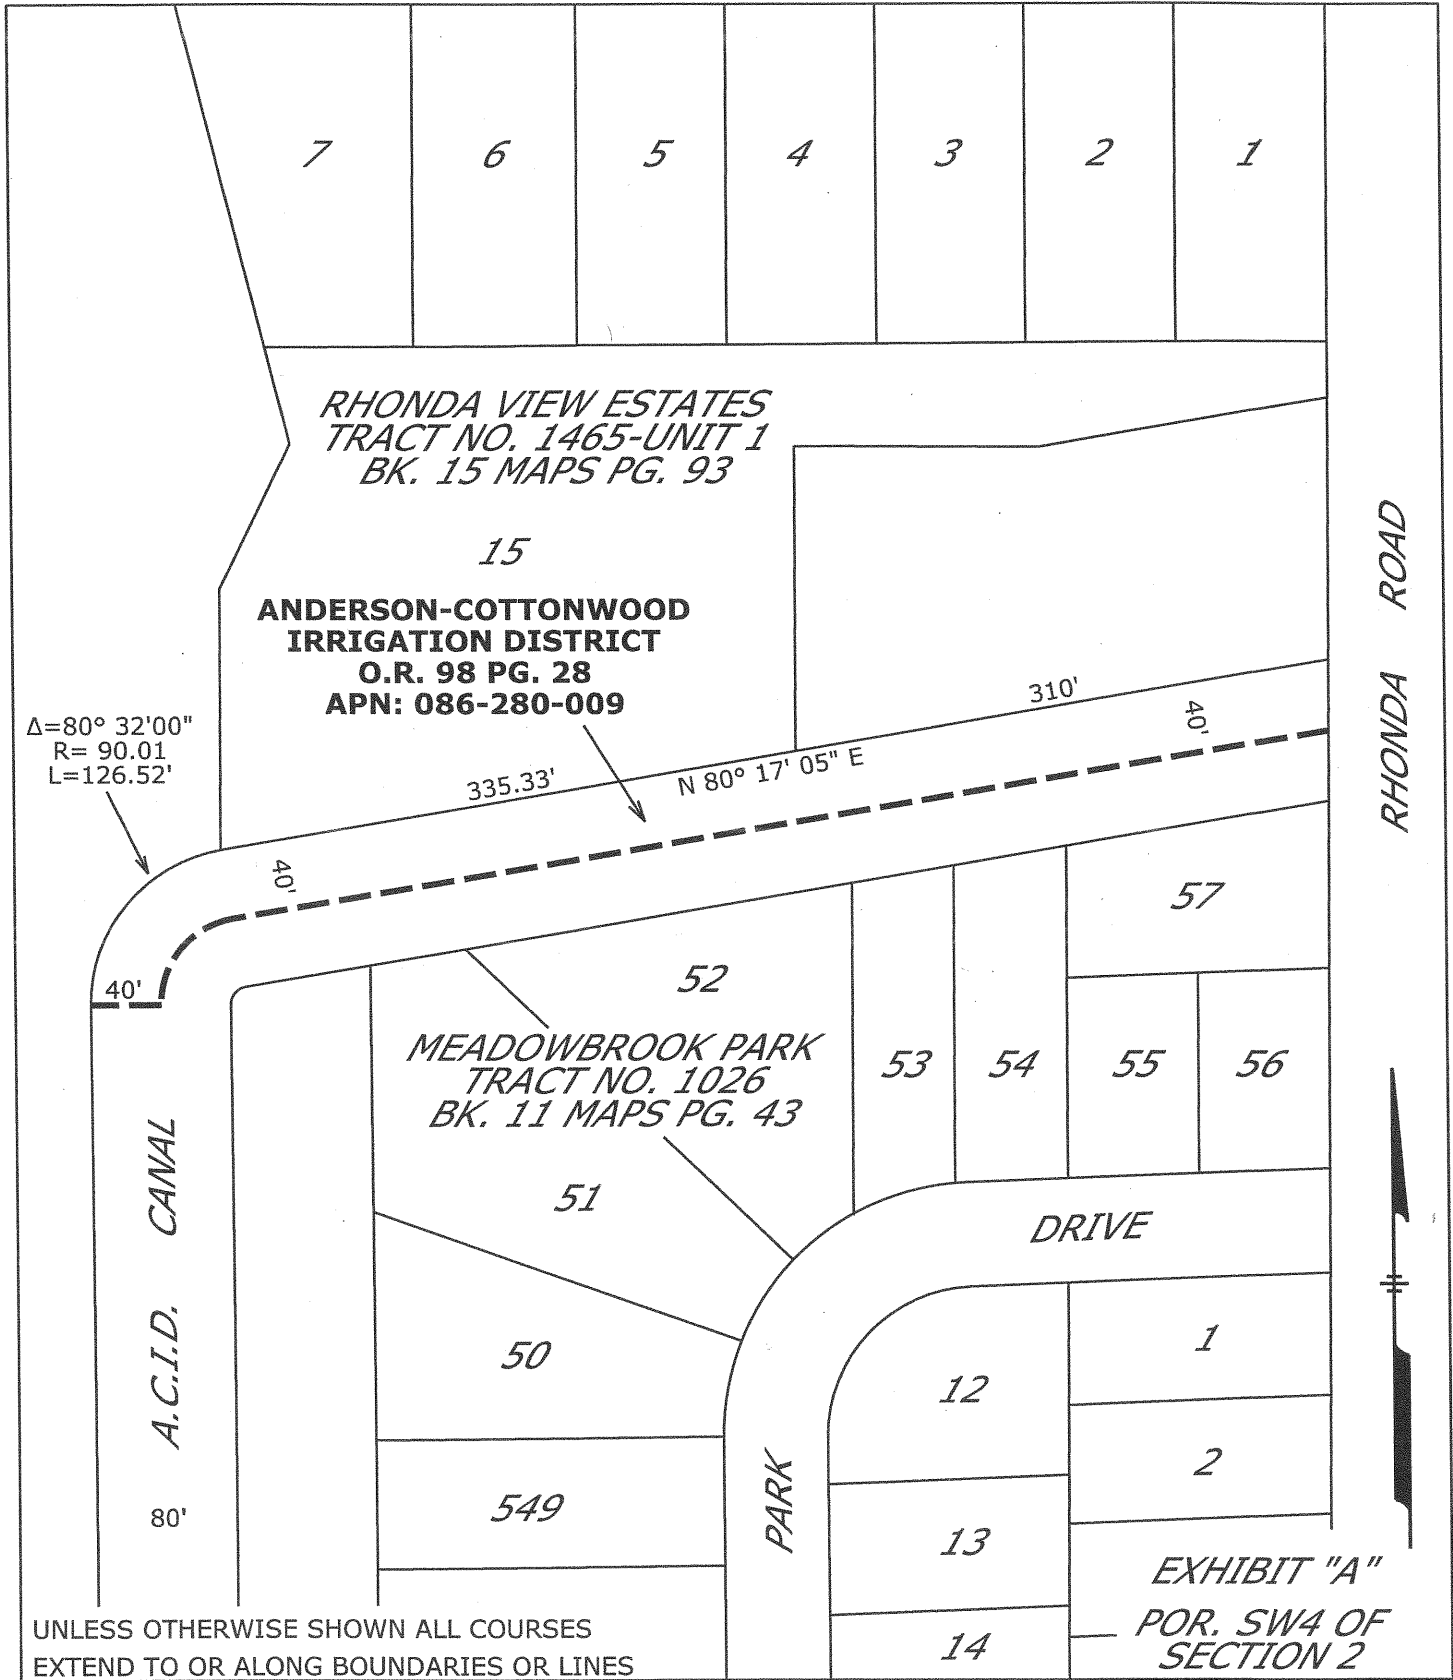 7
6
5
4
3
2
1
RHONDA VIEW ESTATES
TRACT NO. 1465-UNIT 1
BK. 15 MAPS PG. 93
15
ANDERSON-COTTONWOOD
IRRIGATION DISTRICT
O.R. 98 PG. 28
APN: 086-280-009
Δ=80° 32'00"
R= 90.01
L=126.52'
335.33'
N 80° 17' 05" E
310'
40'
40'
40'
RHONDA ROAD
57
52
MEADOWBROOK PARK
TRACT NO. 1026
BK. 11 MAPS PG. 43
53
54
55
56
51
DRIVE
50
549
PARK
12
13
14
1
2
80' A.C.I.D. CANAL
EXHIBIT "A"
POR. SW4 OF
SECTION 2
UNLESS OTHERWISE SHOWN ALL COURSES
EXTEND TO OR ALONG BOUNDARIES OR LINES